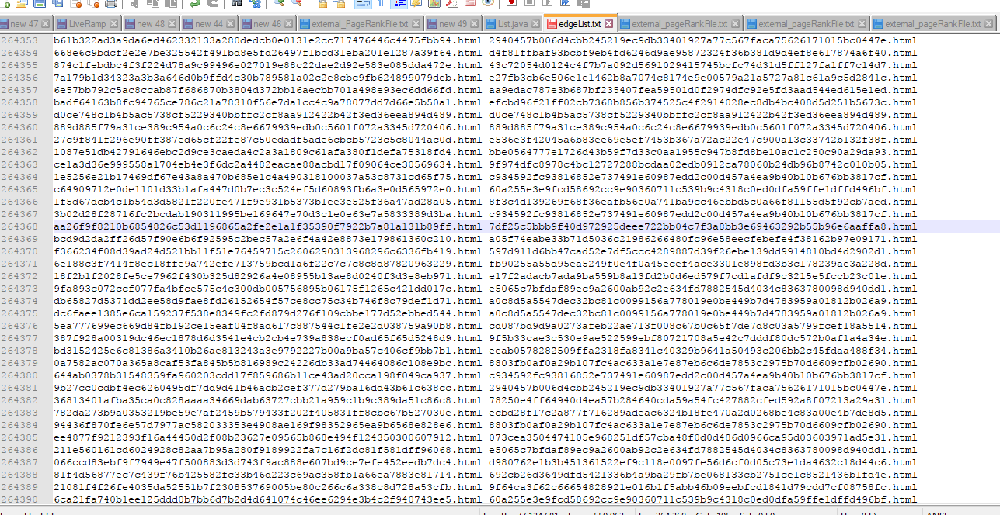 new 47 LiveRamp new 48 new 44 new 50 new 46 external_PageRankFile.txt new 49 List java edgeList.txt external_pageRankFile.txt external_pageRankFile.txt external_pageRankFile.txt
264353 b61b322ad3a9da6ed462332133a280dedcb0e0131e2cc717476446c4475fbb94.html 2940457b006d4cbb245219ec9db33401927a77c567faca75626171015bc0447e.html
264354 668e6c9bdcf2e2e7be325542f491bd8e5fd26497f1bcd31eba201e1287a39f64.html d4f81ffbaf93bcbf9eb4fd6246d9ae95872324f36b381d9d4ef8e617874a6f40.html
264355 874c1febdbc4f3f224d78a9c99496e027019e88c22dae2d92e583e085dda472e.html 43c72054d0124c4f7b7a092d5691029415745bcfc74d31d5ff127fa1ff7c14d7.html
264356 7a179b1d34323a3b3a646d0b9ffd4c30b789581a02c2e8cbc9fb624899079deb.html e27fb3cb6e506e1e1462b8a7074c8174e9e00579a21a5727a81c61a9c5d2841c.html
264357 6e57bb792c5ac8ccab87f686870b3804d372bb16aecbb701a498e93ec6dd66fd.html aa9edac787e3b687bf235407fea59501d0f2974dfc92e5fd3aad544ed615e1ed.html
264358 badf64163b8fc94765ce786c21a78310f56e7da1cc4c9a78077dd7d66e5b50a1.html efcbd96f21ff02cb7368b856b374525c4f2914028ec8db4bc408d5d251b5673c.html
264359 d0ce748c1b4b5ac5738cf5229340bbffc2cf8aa912422b42f3ed36eea894d489.html d0ce748c1b4b5ac5738cf5229340bbffc2cf8aa912422b42f3ed36eea894d489.html
264360 889d885f79a31ce389c954a0c6c24c8e6679939edb0c5601f072a3345d720406.html 889d885f79a31ce389c954a0c6c24c8e6679939edb0c5601f072a3345d720406.html
264361 27c9f841f296e90ff387ed65cf22fe87c50edadf5ade6cbcb5723c5c8044ac0d.html e536e3f42045a6b83ee69e5ef7453b367a72ac22e47c900a13c33742b132f38f.html
264362 1087e51db42791646ebc2d9ce3caeda4c2a3a1809c61afa380f1defa75318fd4.html bbe0564777e1726d43b59f7d33c0aa1955c947b8fd8be10ac1c250c90a29da93.html
264363 ce1a3d36e999558a1704eb4e3f6dc2a4482eacae88acbd17f09064ce30569634.html 9f974dfc8978c4bc12727288bcdaa02edb0912ca78060b24db96b8742c010b05.html
264364 1e5256e21b17469df67e43a8a470b685e1c4a490318100037a53c8731cd65f75.html c934592fc93816852e737491e60987edd2c00d457a4ea9b40b10b676bb3817cf.html
264365 c64909712e0de1101d33b1afa447d0b7ec3c524ef5d60893fb6a3e0d565972e0.html 60a255e3e9fcd58692cc9e90360711c539b9c4318c0ed0dfa59ffe1dffd496bf.html
264366 1f5d67dcb4c1b54d3d5821f220fe471f9e931b5373b1ee3e525f36a47ad28a05.html 8f3c4d139269f68f36eafb56e0a741ba9cc46ebbd5c0a66f81155d5f92cb7aed.html
264367 3b02d28f28716fc2bcdab190311995be169647e70d3c1e0e63e7a5833389d3ba.html c934592fc93816852e737491e60987edd2c00d457a4ea9b40b10b676bb3817cf.html
264368 aa26f9f8210b6854826c53d1196865a2fe2e1a1f35390f7922b7a81a131b89ff.html 7df25c5bbb9f40d972925deee722bb04c7f3a8bb3e69463292b55b96e6aaffa8.html
264369 bcd9d2da2ff26d57f90e6b6f92595c2bec57a2e6f4a42e8873e179861360c210.html a05f74eabe33b71d5036c21986266480fc96e58eecfebefe4f38162b97e09171.html
264370 f366234f08d39ad24d521bb11f51e76459715c2606290313968296c6336fb419.html 597d911d6bb47cad52e7df5ccc4289887d39f26ebe139dd9914810bd4d2902d1.html
264371 6e188c3f7414f8ec18ffe9a742efe713759bcd1a6f22c7c7c8c8d87820963229.html fb90255a55d95ea5249f0e4f0a45ecef4ace3301e898fd3b3c178239ae3a228d.html
264372 18f2b1f2028fe5ce7962f430b325d82926a4e08955b13ae8d0240f3d3e8eb971.html e17f2adacb7ada9ba559b8a13fd2b0d6ed579f7cd1afdf9c3215e5fccb23c01e.html
264373 9fa893c072ccf077fa4bfce575c4c300db005756895b06175f1265c421dd017c.html e5065c7bfdaf89ec9a2600ab92c2e634fd7882545d4034c8363780098d940dd1.html
264374 db65827d5371dd2ee58d9fae8fd26152654f57ce8cc75c34b746f8c79def1d71.html a0c8d5a5547dec32bc81c0099156a778019e0be449b7d4783959a01812b026a9.html
264375 dc6faee1385e6ca159237f538e8349fc2fd879d276f109cbbe177d52ebbed544.html a0c8d5a5547dec32bc81c0099156a778019e0be449b7d4783959a01812b026a9.html
264376 5ea777699ec669d84fb192ce15eaf04f8ad617c887544c1fe2e2d038759a90b8.html cd087bd9d9a0273afeb22ae713f008c67b0c65f7de7d8c03a5799fcef18a5514.html
264377 387f928a00319dc46ec1878d6d3541e4cb2cb4e739a838ecf0ad65f65d5248d9.html 9f5b33cae3c530e9ae522599ebf80721708a5e42c7dddf80dc572b0af1a4a34e.html
264378 bd3152425e6c81386a3410b26ae813243a3e9792227b00a9ba57c406cf9bb7b1.html eeab0578282509ffa2318fa8341c40329b9641a50493c206bb2c45fdaa488f34.html
264379 0a7582ac070a365a8caf53fa845b5b816989c24226db33ad74464086c108e9bc.html 8803fb0af0a29b107fc4ac633a1e7e87eb6c6de7853c2975b70d6608cfb02690.html
264380 644ab0378b31548359fa960203cdd17f859686b11ce43ad20cca198f049ca937.html c934592fc93816852e737491e60987edd2c00d457a4ea9b40b10b676bb3817cf.html
264381 9b27cc0cdbf4ec6260495df7dd9d41b46acb2cef377d279ba16dd43b61c638cc.html 2940457b006d4cbb245219ec9db33401927a77c567faca75626171015bc0447e.html
264382 36813401afba35ca0c828aaaa34669dab63727cbb21a959c1b9c389da51c86c8.html 78250e4ff64940d4ea57b284640cda59a54fc427882cfed592a8f07213a29a31.html
264383 782da273b9a0353219be59e7af2459b579433f202f405831ff8cbc67b527030e.html ecbd28f17c2a877f716289adeac6324b18fe470a2d0268be4c83a00e4b7de8d5.html
264384 94436f870fe6e57d7977ac582033353e4908ae169f98352965ea9b6568e828e6.html 8803fb0af0a29b107fc4ac633a1e7e87eb6c6de7853c2975b70d6608cfb02690.html
264385 ee4877f9212393f16a44450d2f08b23627e09565b868e494f124350300607912.html 073cea3504474105e968251df57cba48f0d0d486d0966ca95d03603971ad5e31.html
264386 211e560161cd6024928c82aa7b95a280f9189922fa7c16f2dc81f581dff96068.html e5065c7bfdaf89ec9a2600ab92c2e634fd7882545d4034c8363780098d940dd1.html
264387 066ccd83ebf9f7949e47f500883d3d743f9ac888e607bd9ce7efe452eedb7dc4.html d980762e1b3b451361522ef9c118e0097fe56d6cf0d05c73e1da4632c18d44c6.html
264388 81f4d56877ec7c439f76b425582fc33b46d223c69ac358fb1a66ea7883e81714.html 692cb26d3649dfd5421336b4a9ba29fb7be068133cb2751ce1c8521436b1fd4e.html
264389 21081f4f26fe4035da52551b7f230853769005be80c266c6a338c8d728a53cfb.html 9f64ca3f62c66654828921e016b1f5abb46b09eebfcd1841d79cdd7cf08758fc.html
264390 6ca21fa740b1ee125ddd0b7bb6d7b2d4d641074c46ee6294e3b4c2f940743ee5.html 60a255e3e9fcd58692cc9e90360711c539b9c4318c0ed0dfa59ffe1dffd496bf.html